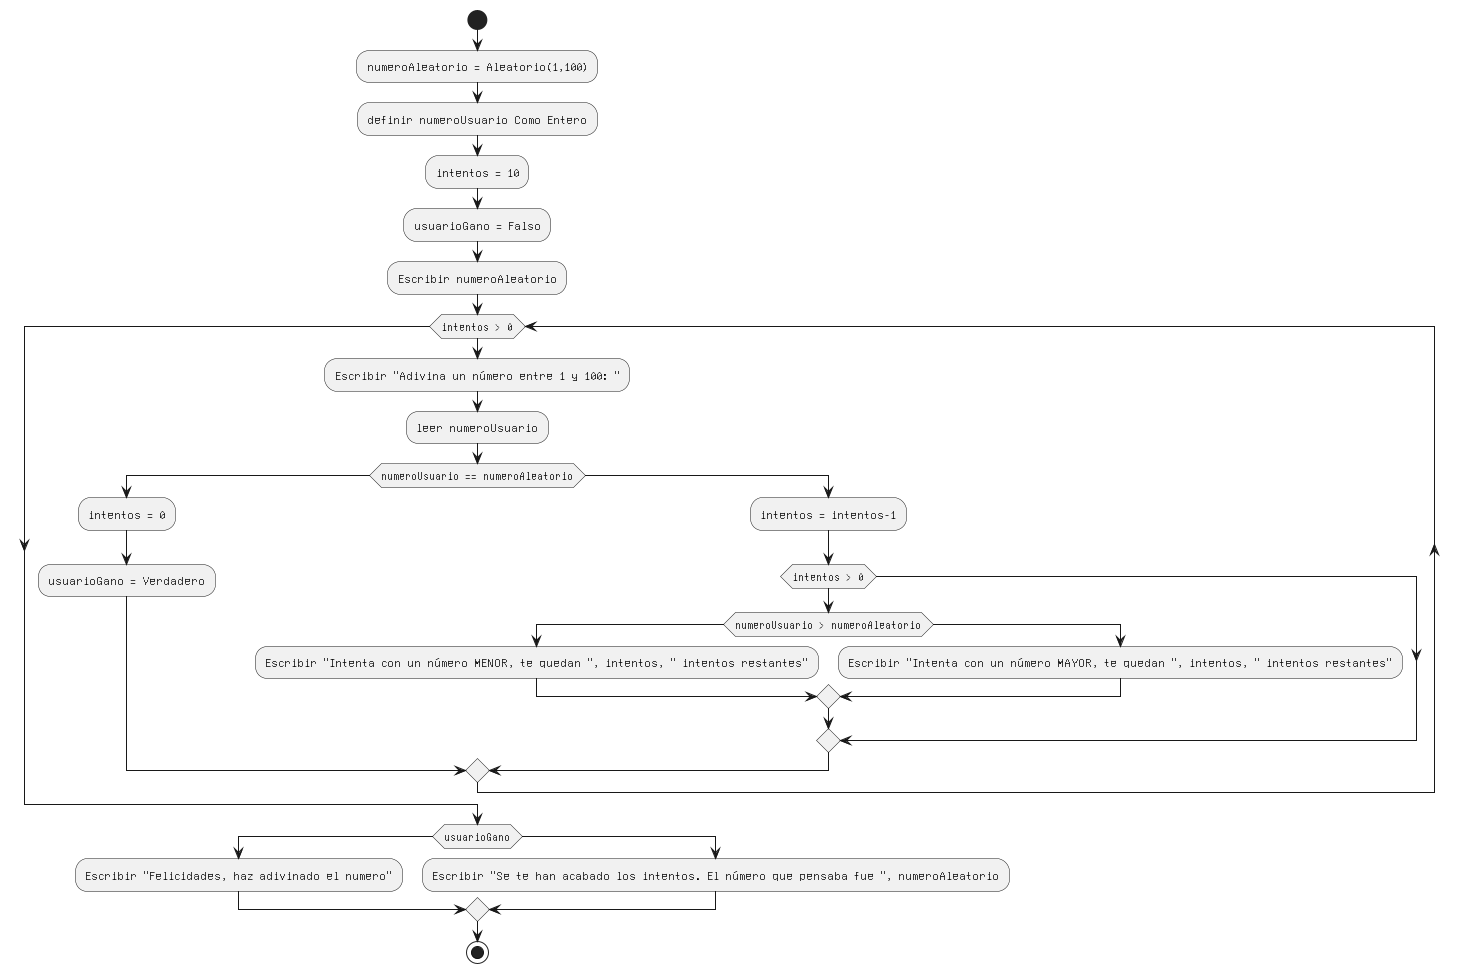 numeroAleatorio = Aleatorio(1,100)
definir numeroUsuario Como Entero
intentos = 10
usuarioGano = Falso
Escribir numeroAleatorio
intentos > 0
Escribir "Adivina un número entre 1 y 100: "
leer numeroUsuario
numeroUsuario == numeroAleatorio
intentos = 0
usuarioGano = Verdadero
intentos = intentos-1
intentos > 0
numeroUsuario > numeroAleatorio
Escribir "Intenta con un número MENOR, te quedan ", intentos, " intentos restantes"
Escribir "Intenta con un número MAYOR, te quedan ", intentos, " intentos restantes"
usuarioGano
Escribir "Felicidades, haz adivinado el numero"
Escribir "Se te han acabado los intentos. El número que pensaba fue ", numeroAleatorio